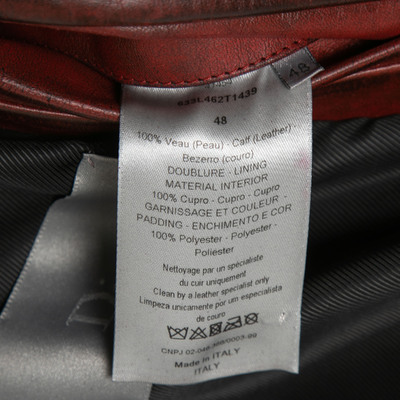 48
633L462T1439
48
100% Veau (Peau) - Calf (Leather) -
Bezerro (couro)
DOUBLURE - LINING
MATERIAL INTERIOR
100% Cupro - Cupro - Cupro
GARNISSAGE ET COULEUR -
PADDING - ENCHIMENTO E COR
100% Polyester - Polyester -
Poliéster
Nettoyage par un spécialiste
du cuir uniquement
Clean by a leather specialist only
Limpeza unicamente por um especialista
de couro
CNPJ
Made in ITALY
ITALY